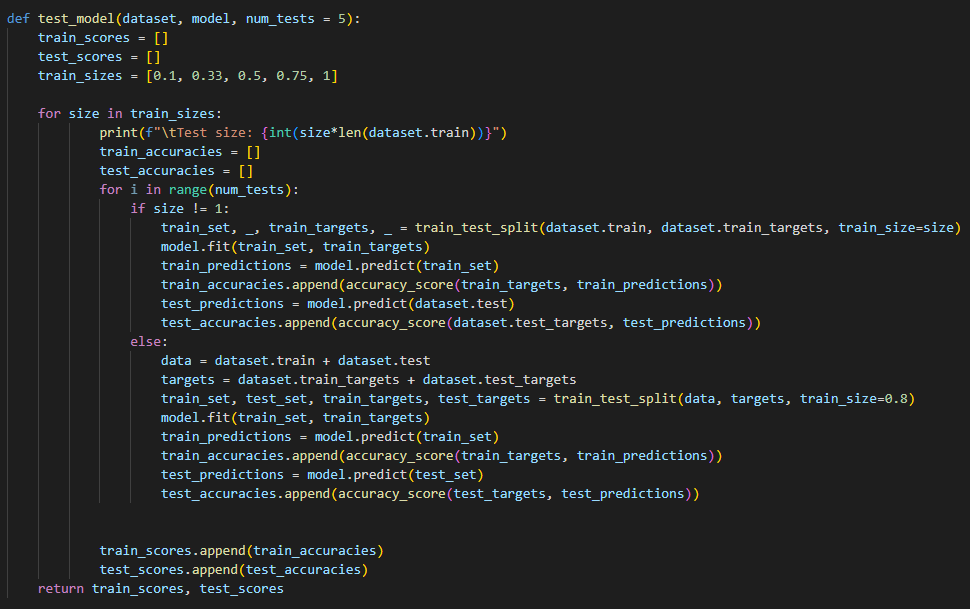 def test_model(dataset, model, num_tests = 5):
    train_scores = []
    test_scores = []
    train_sizes = [0.1, 0.33, 0.5, 0.75, 1]

    for size in train_sizes:
            print(f"\tTest size: {int(size*len(dataset.train))}")
            train_accuracies = []
            test_accuracies = []
            for i in range(num_tests):
                if size != 1:
                    train_set, _, train_targets, _ = train_test_split(dataset.train, dataset.train_targets, train_size=size)
                    model.fit(train_set, train_targets)
                    train_predictions = model.predict(train_set)
                    train_accuracies.append(accuracy_score(train_targets, train_predictions))
                    test_predictions = model.predict(dataset.test)
                    test_accuracies.append(accuracy_score(dataset.test_targets, test_predictions))
                else:
                    data = dataset.train + dataset.test
                    targets = dataset.train_targets + dataset.test_targets
                    train_set, test_set, train_targets, test_targets = train_test_split(data, targets, train_size=0.8)
                    model.fit(train_set, train_targets)
                    train_predictions = model.predict(train_set)
                    train_accuracies.append(accuracy_score(train_targets, train_predictions))
                    test_predictions = model.predict(test_set)
                    test_accuracies.append(accuracy_score(test_targets, test_predictions))


            train_scores.append(train_accuracies)
            test_scores.append(test_accuracies)
    return train_scores, test_scores